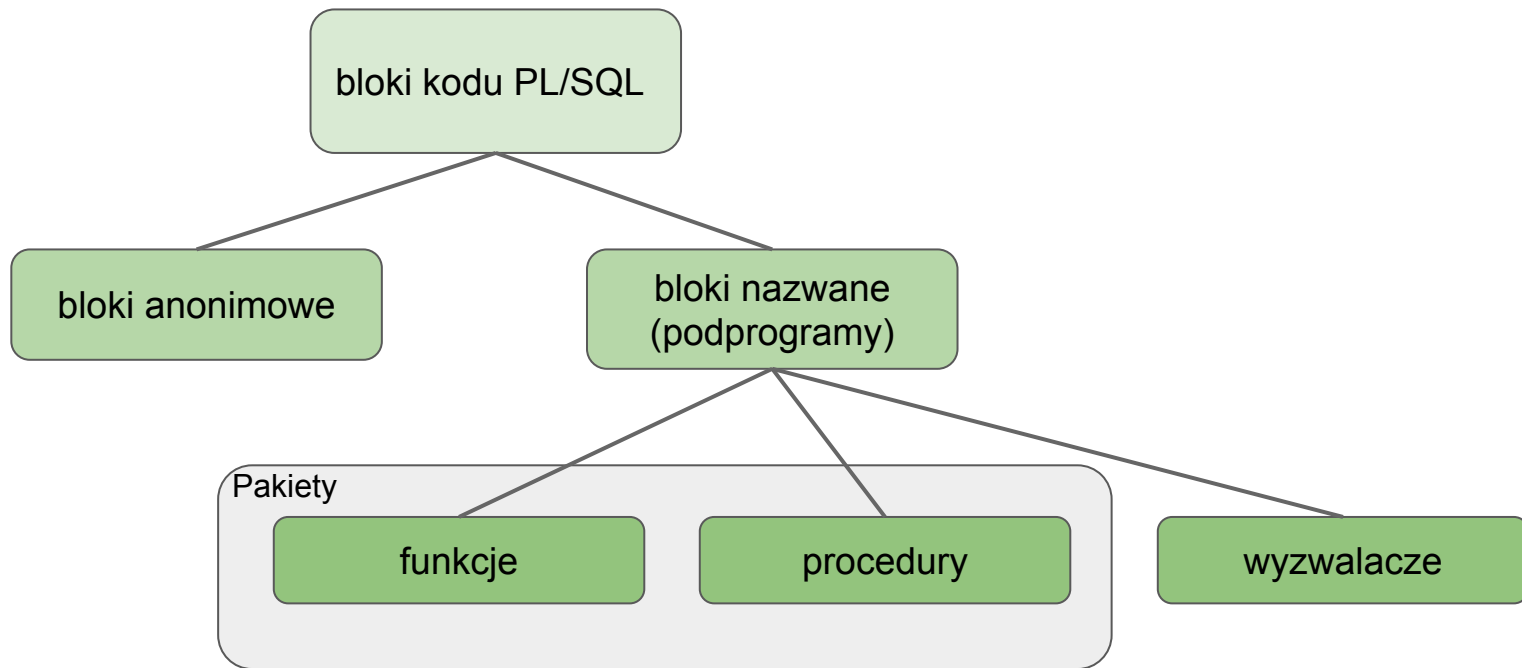 bloki kodu PL/SQL
bloki anonimowe
bloki nazwane
(podprogramy)
Pakiety
funkcje
procedury
wyzwalacze